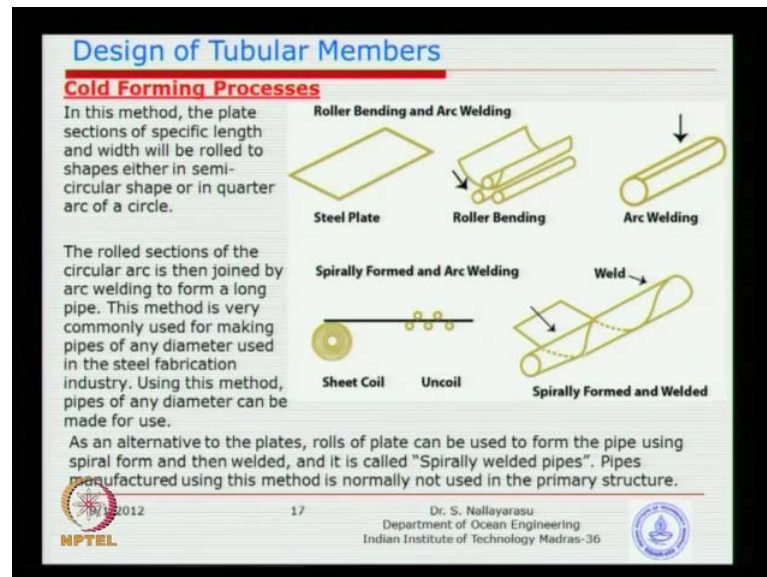 Design of Tubular Members
Cold Forming Processes
In this method, the plate
sections of specific length
and width will be rolled to
shapes either in semi-
circular shape or in quarter
arc of a circle.
The rolled sections of the
circular arc is then joined by
arc welding to form a long
pipe. This method is very
commonly used for making
pipes of any diameter used
in the steel fabrication
industry. Using this method,
pipes of any diameter can be
made for use.
Roller Bending and Arc Welding
Steel Plate
Roller Bending
Arc Welding
Spirally Formed and Arc Welding
Weld
Sheet Coil
Uncoil
Spirally Formed and Welded
As an alternative to the plates, rolls of plate can be used to form the pipe using
spiral form and then welded, and it is called "Spirally welded pipes". Pipes
manufactured using this method is normally not used in the primary structure.
2012
17
Dr. S. Nallayarasu
Department of Ocean Engineering
Indian Institute of Technology Madras-36
NPTEL